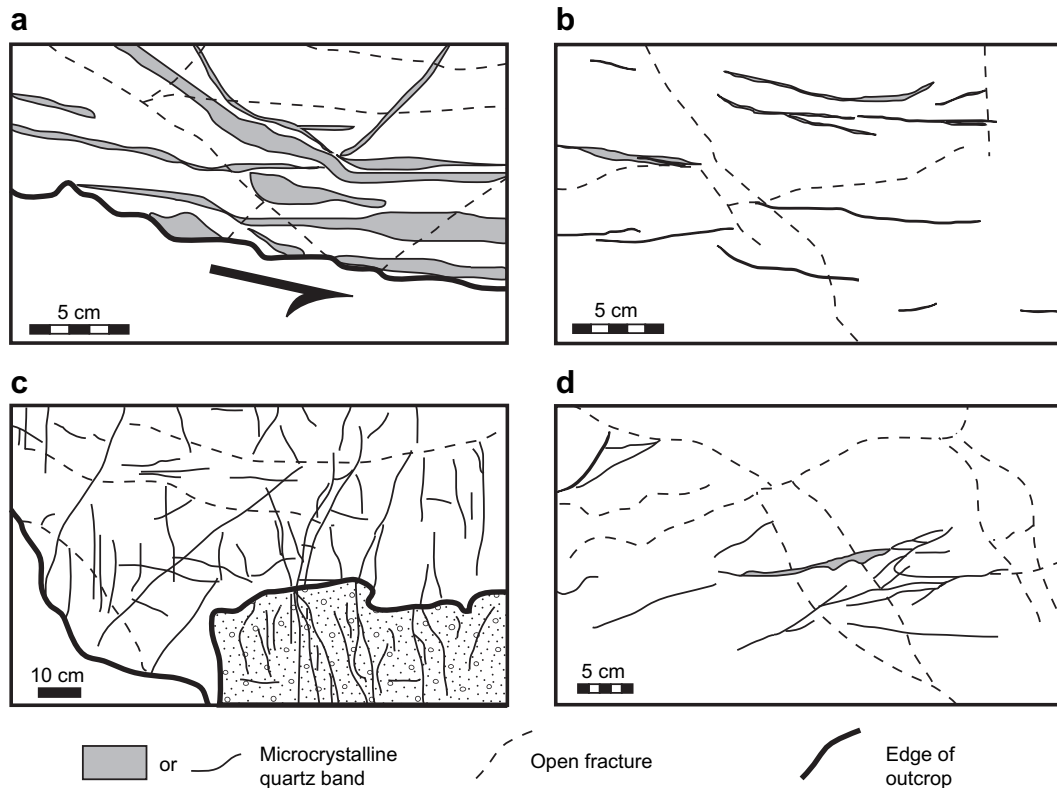 a
b
5 cm
5 cm
c
d
10 cm
5 cm
or
Microcrystalline
quartz band
Open fracture
Edge of
outcrop